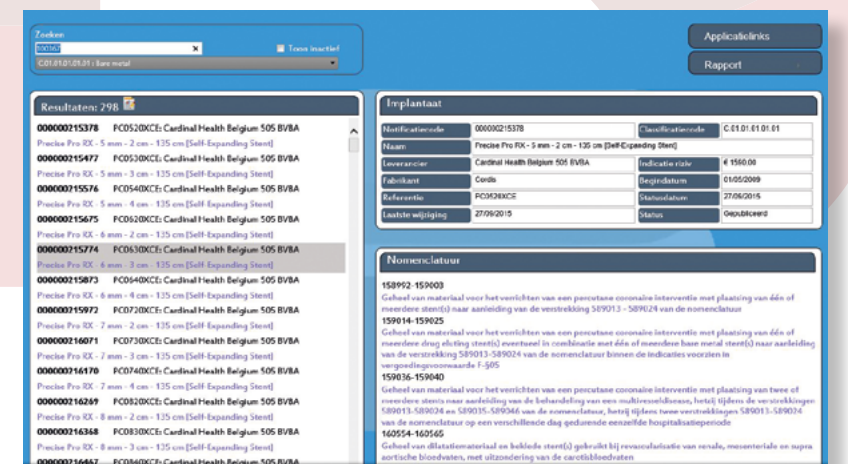 Zoeken
100367
x
Toon inactief
C.01.01.01.01.01 : Bare metal
Applicatielinks
Rapport
Resultaten: 298
000000215378 PC0520XCE: Cardinal Health Belgium 505 BVBA
Precise Pro RX - 5 mm - 2 cm - 135 cm [Self-Expanding Stent]
000000215477 PC0530XCE: Cardinal Health Belgium 505 BVBA
Precise Pro RX - 5 mm - 3 cm - 135 cm [Self-Expanding Stent]
000000215576 PC0540XCE: Cardinal Health Belgium 505 BVBA
Precise Pro RX - 5 mm - 4 cm - 135 cm [Self-Expanding Stent]
000000215675 PC0620XCE: Cardinal Health Belgium 505 BVBA
Precise Pro RX - 6 mm - 2 cm - 135 cm [Self-Expanding Stent]
000000215774 PC0630XCE: Cardinal Health Belgium 505 BVBA
Precise Pro RX - 6 mm - 3 cm - 135 cm [Self-Expanding Stent]
000000215873 PC0640XCE: Cardinal Health Belgium 505 BVBA
Precise Pro RX - 6 mm - 4 cm - 135 cm [Self-Expanding Stent]
000000215972 PC0720XCE: Cardinal Health Belgium 505 BVBA
Precise Pro RX - 7 mm - 2 cm - 135 cm [Self-Expanding Stent]
000000216071 PC0730XCE: Cardinal Health Belgium 505 BVBA
Precise Pro RX - 7 mm - 3 cm - 135 cm [Self-Expanding Stent]
000000216170 PC0740XCE: Cardinal Health Belgium 505 BVBA
Precise Pro RX - 7 mm - 4 cm - 135 cm [Self-Expanding Stent]
000000216269 PC0820XCE: Cardinal Health Belgium 505 BVBA
Precise Pro RX - 8 mm - 2 cm - 135 cm [Self-Expanding Stent]
000000216368 PC0830XCE: Cardinal Health Belgium 505 BVBA
Precise Pro RX - 8 mm - 3 cm - 135 cm [Self-Expanding Stent]
000000216467 PC0840XCE: Cardinal Health Belgium 505 BVBA
Implantaat
Notificatiecode 000000215378 Classificatiecode C.01.01.01.01.01
Naam Precise Pro RX - 5 mm - 2 cm - 135 cm [Self-Expanding Stent]
Leverancier Cardinal Health Belgium 505 BVBA Indicatie riziv € 1560.00
Fabrikant Cordis Begindatum 01/05/2009
Referentie PC0520XCE Statusdatum 27/06/2015
Laatste wijziging 27/06/2015 Status Gepubliceerd
Nomenclatuur
158992-159003
Geheel van materiaal voor het verrichten van een percutane coronaire interventie met plaatsing van één of
meerdere stent(s) naar aanleiding van de verstrekking 589013 - 589024 van de nomenclatuur
159014-159025
Geheel van materiaal voor het verrichten van een percutane coronaire interventie met plaatsing van één of
meerdere drug eluting stent(s) eventueel in combinatie met één of meerdere bare metal stent(s) naar aanleiding
van de verstrekking 589013-589024 van de nomenclatuur binnen de indicaties voorzien in
vergoedingsvoorwaarde F-§05
159036-159040
Geheel van materiaal voor het verrichten van een percutane coronaire interventie met plaatsing van twee of
meerdere stents naar aanleiding van de behandeling van een multivesseldisease, hetzij tijdens de verstrekkingen
589013-589024 en 589035-589046 van de nomenclatuur, hetzij tijdens twee verstrekkingen 589013-589024
van de nomenclatuur op een verschillende dag gedurende eenzelfde hospitalisatieperiode
160554-160565
Geheel van dilatatiemateriaal en beklede stent(s) gebruikt bij revascularisatie van renale, mesenteriale en supra
aortische bloedvaten, met uitzondering van de carotisbloedvaten